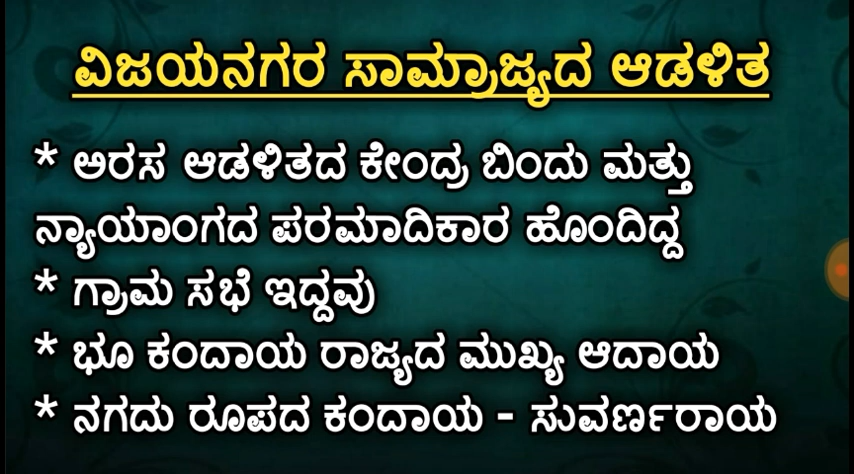 ವಿಜಯನಗರ ಸಾಮ್ರಾಜ್ಯದ ಆಡಳಿತ
* ಅರಸ ಆಡಳಿತದ ಕೇಂದ್ರ ಬಿಂದು ಮತ್ತು
ನ್ಯಾಯಾಂಗದ ಪರಮಾದಿಕಾರ ಹೊಂದಿದ್ದ
* ಗ್ರಾಮ ಸಭೆ ಇದ್ದವು
* ಭೂ ಕಂದಾಯ ರಾಜ್ಯದ ಮುಖ್ಯ ಆದಾಯ
* ನಗದು ರೂಪದ ಕಂದಾಯ - ಸುವರ್ಣರಾಯ